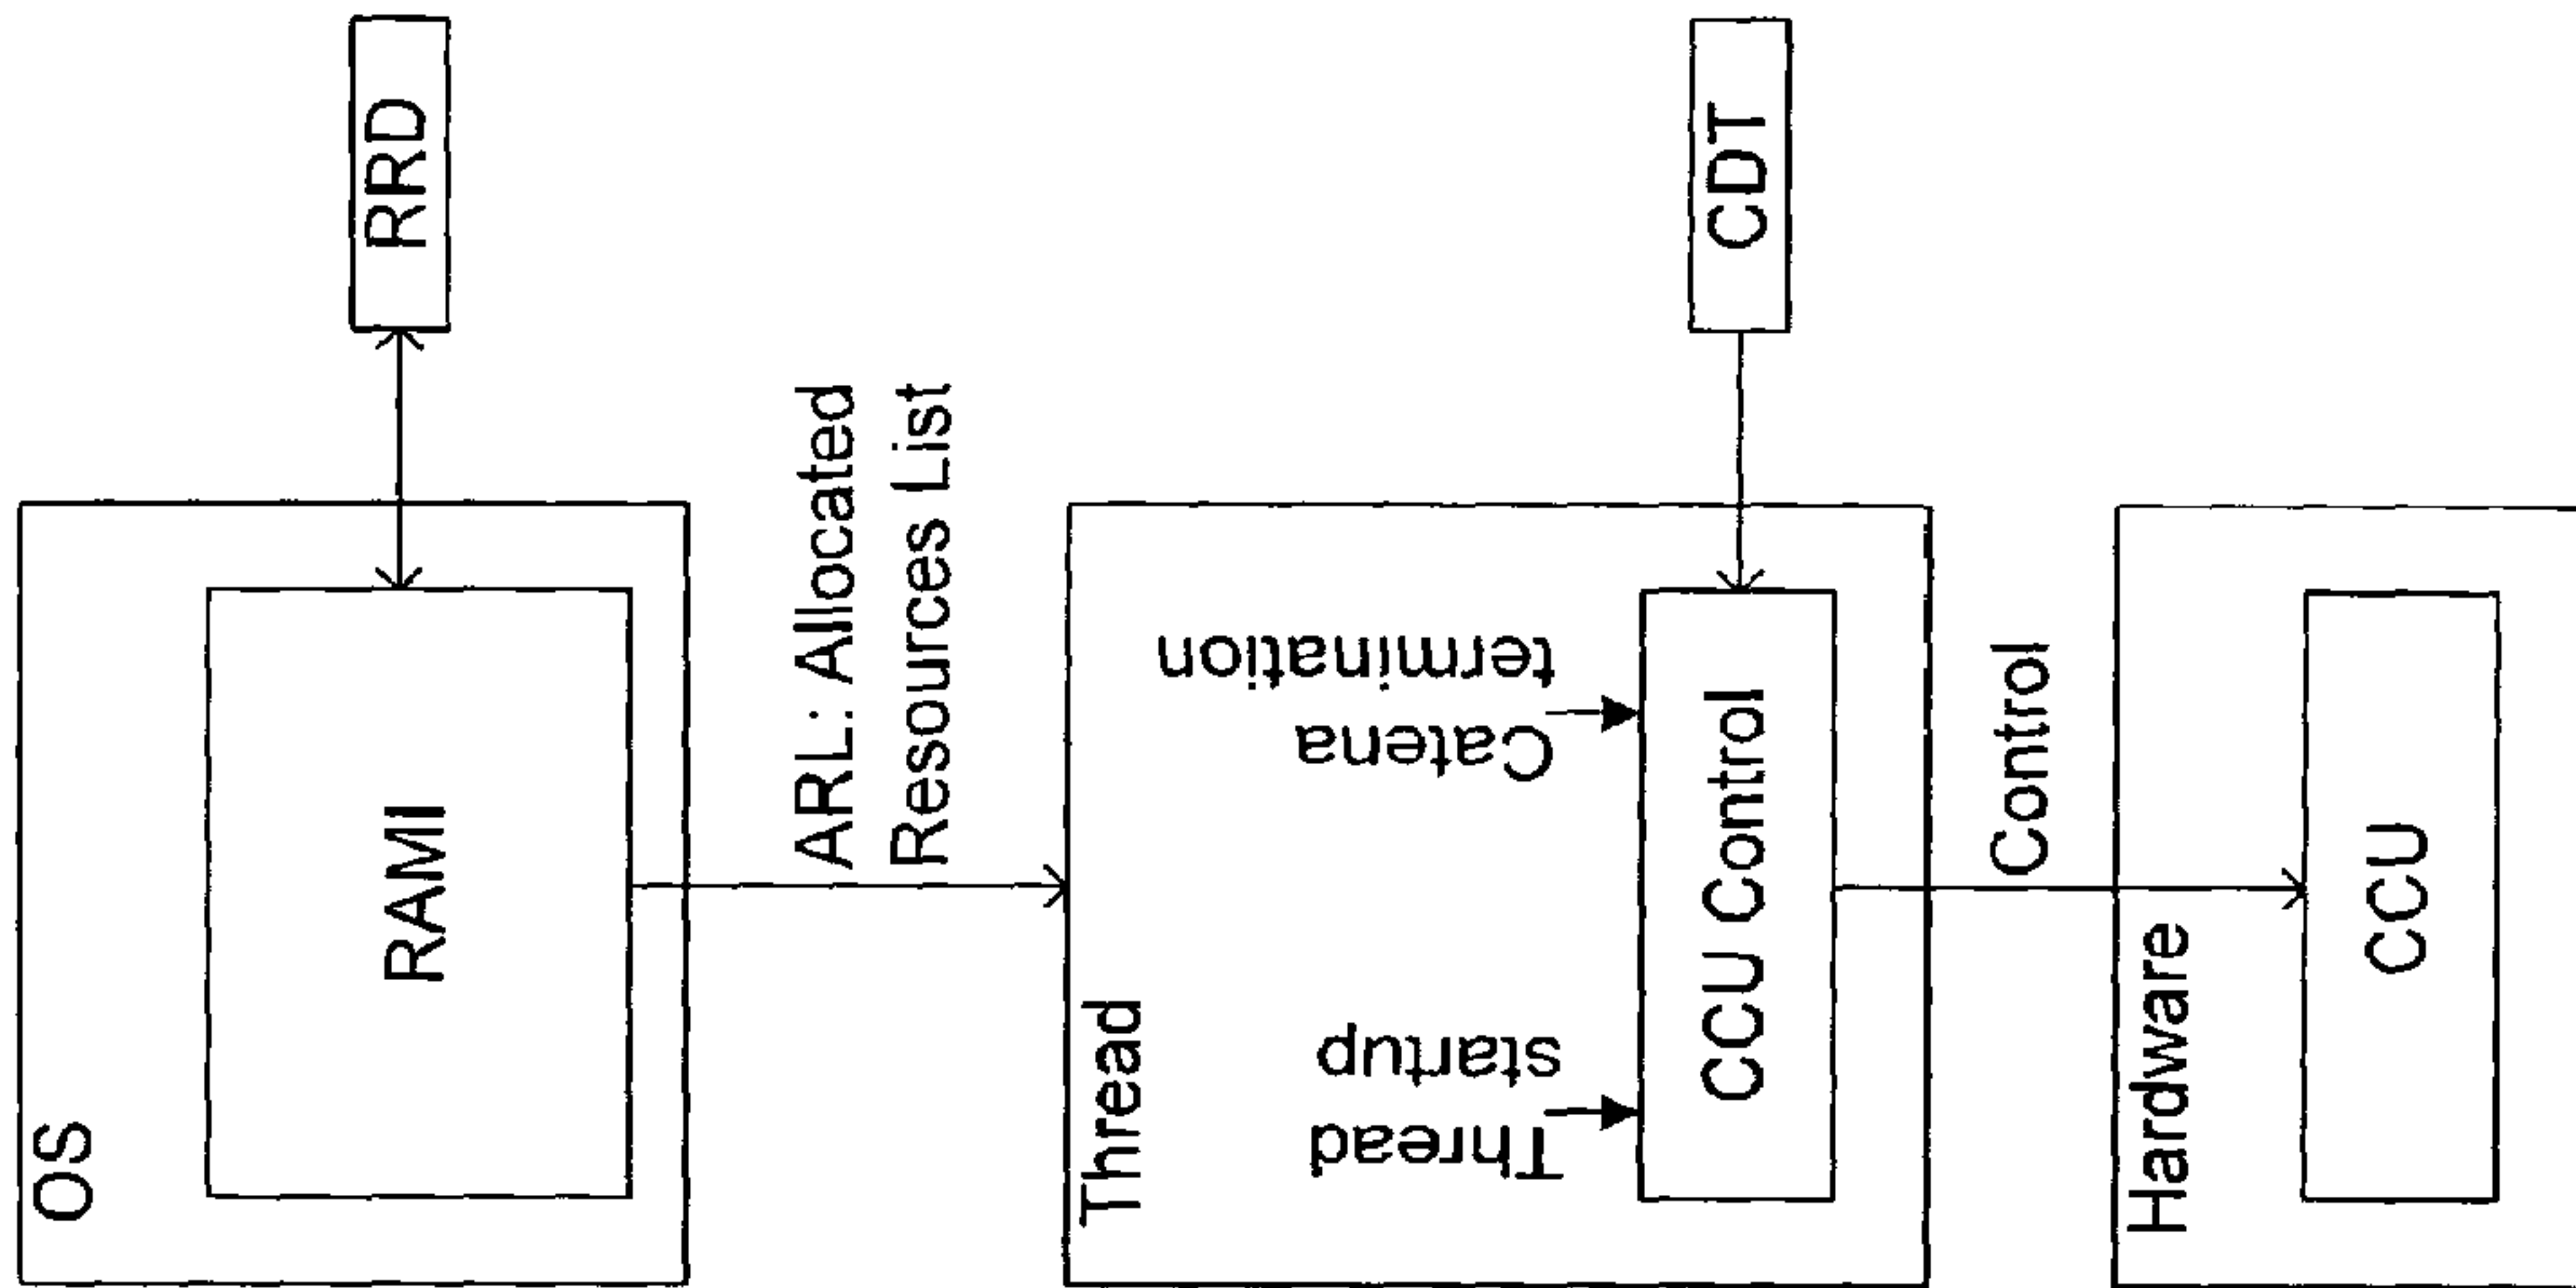 OS
RAMI
RRD
ARL: Allocated
Resources List
Thread
Thread
startup
Catena
termination
CCU Control
CDT
Control
Hardware
CCU